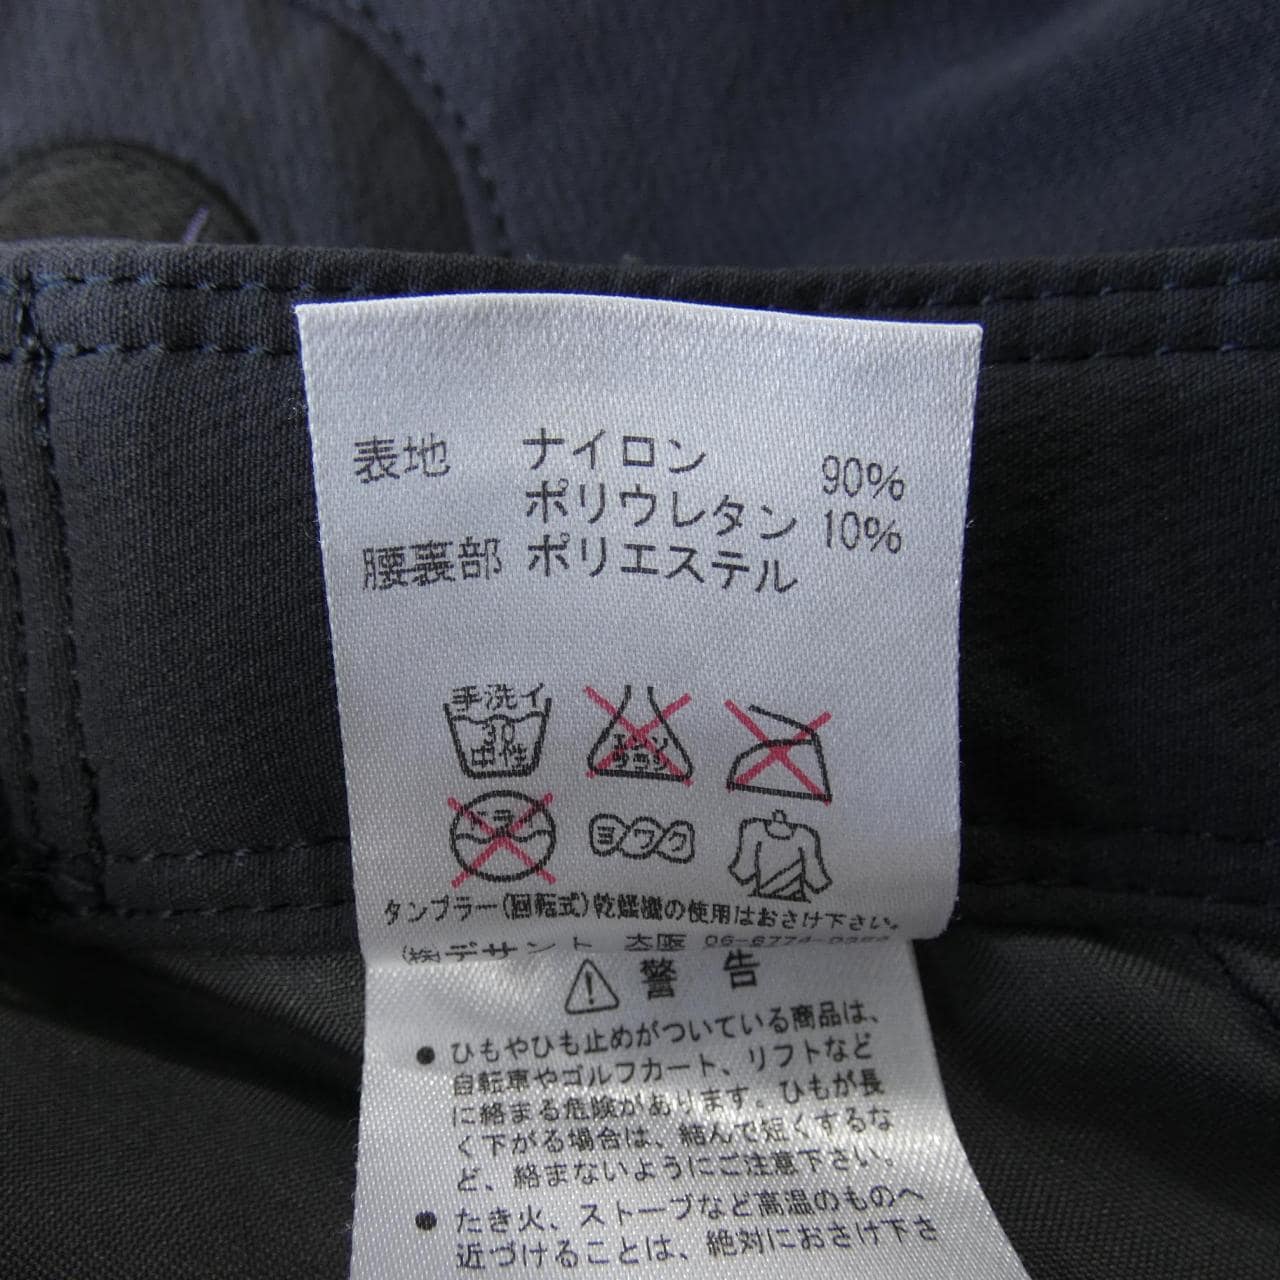 表地 ナイロン 90%
ポリウレタン 10%
腰裏部 ポリエステル
手洗イ
30
中性
エンソ
サラシ
ドライ
ヨワク
タンブラー(回転式)乾燥機の使用はおさけ下さい。
(株)デサント 大阪 06-6774-
警告
● ひもやひも止めがついている商品は、
自転車やゴルフカート、リフトなど
に絡まる危険があります。ひもが長
く下がる場合は、結んで短くするな
ど、絡まないようにご注意下さい。
● たき火、ストーブなど高温のものへ
近づけることは、絶対におさけ下さ